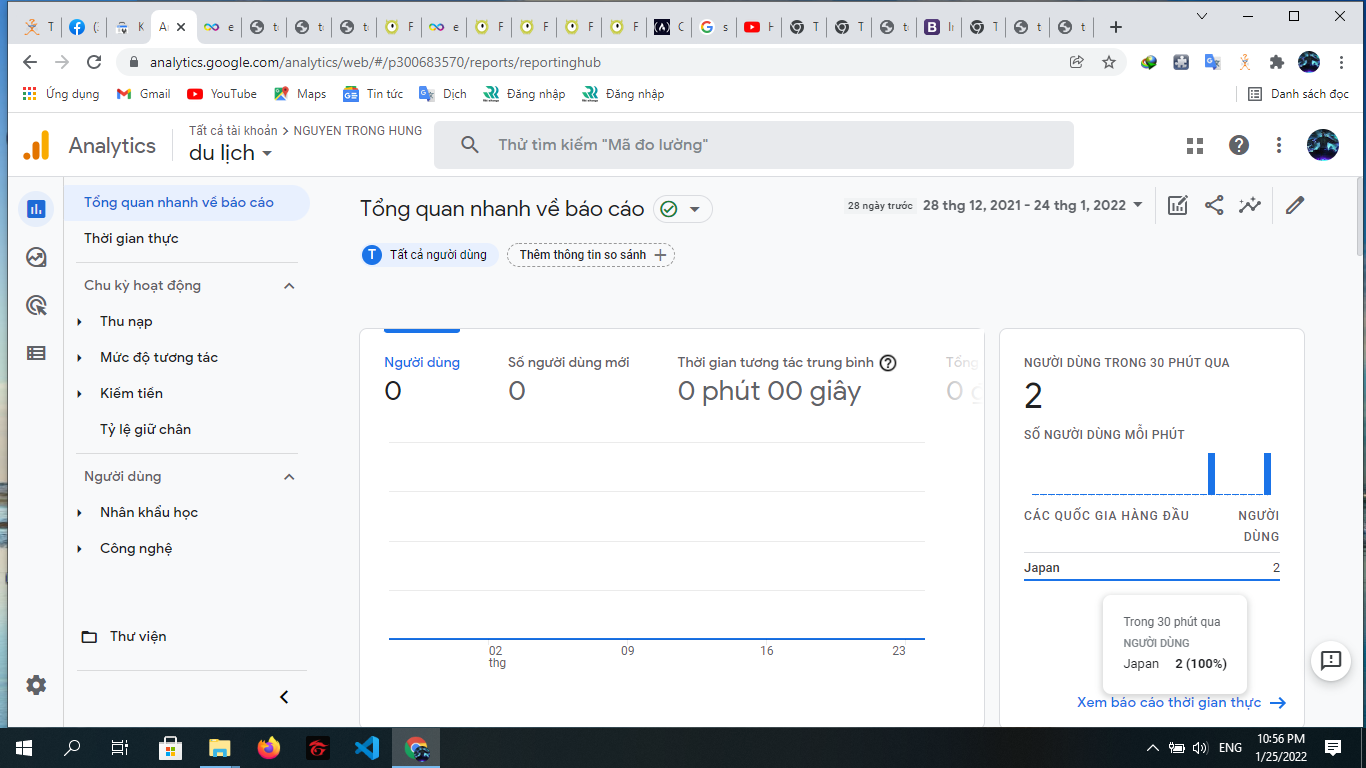 T
(
K
A
e
t
t
t
F
e
F
F
F
F
C
s
H
T
T
t
I
T
t
t
analytics.google.com/analytics/web/#/p300683570/reports/reportinghub
Ứng dụng
Gmail
YouTube
Maps
Tin tức
Dịch
Đăng nhập
Đăng nhập
Danh sách đọc
Analytics
Tất cả tài khoản > NGUYEN TRONG HUNG
du lịch
Thử tìm kiếm "Mã đo lường"
Tổng quan nhanh về báo cáo
Thời gian thực
Chu kỳ hoạt động
Thu nạp
Mức độ tương tác
Kiếm tiền
Tỷ lệ giữ chân
Người dùng
Nhân khẩu học
Công nghệ
Thư viện
Tổng quan nhanh về báo cáo
28 ngày trước
28 thg 12, 2021 - 24 thg 1, 2022
T
Tất cả người dùng
Thêm thông tin so sánh
Người dùng
0
Số người dùng mới
0
Thời gian tương tác trung bình
0 phút 00 giây
Tổng
0
02
thg
09
16
23
NGƯỜI DÙNG TRONG 30 PHÚT QUA
2
SỐ NGƯỜI DÙNG MỖI PHÚT
CÁC QUỐC GIA HÀNG ĐẦU
NGƯỜI
DÙNG
Japan 2
Trong 30 phút qua
NGƯỜI DÙNG
Japan 2 (100%)
Xem báo cáo thời gian thực
ENG
10:56 PM
1/25/2022